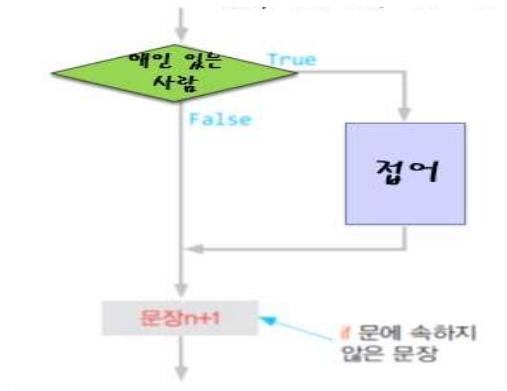 애인 있는
사람
True
False
접어
문장n+1
if 문에 속하지
않은 문장